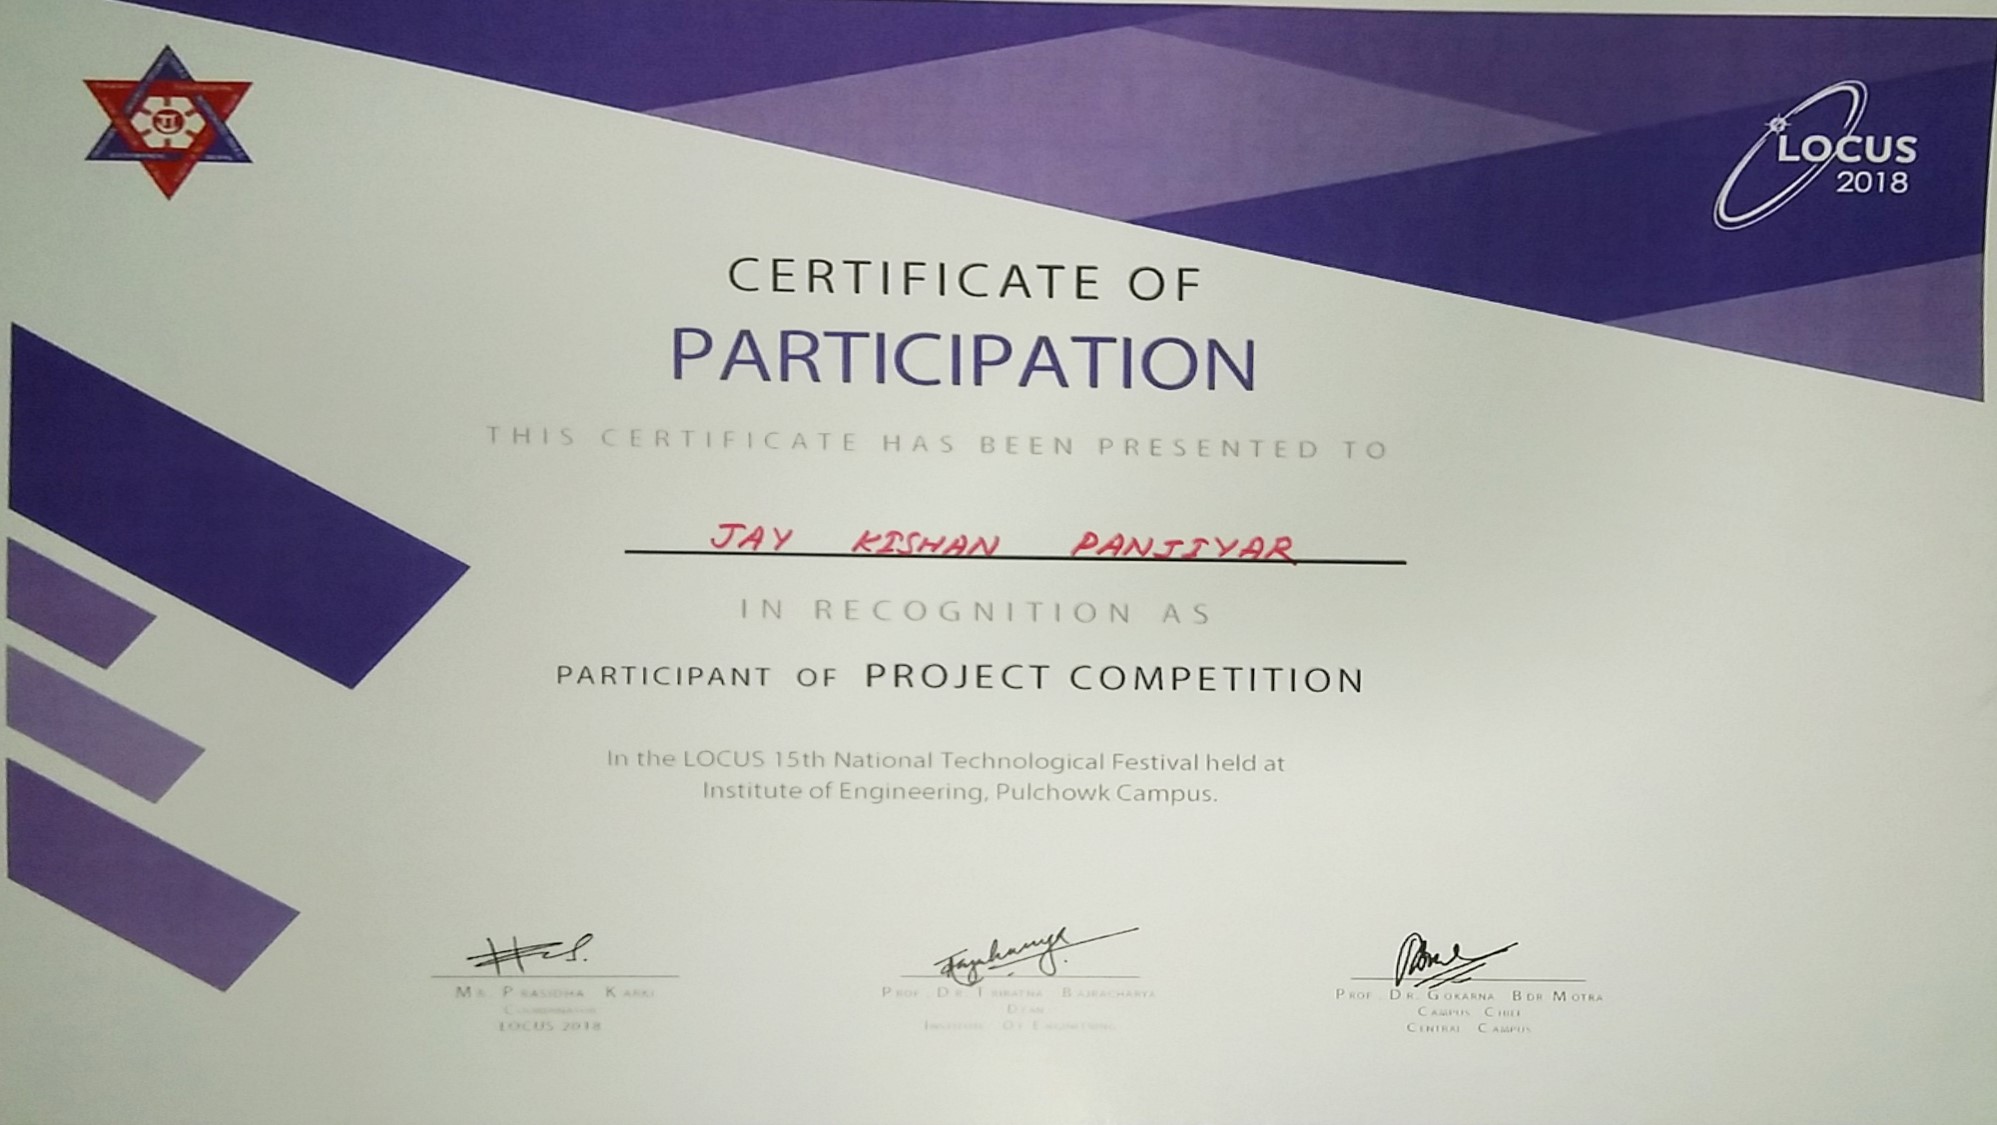 LOCUS
2018
CERTIFICATE OF
PARTICIPATION
THIS CERTIFICATE HAS BEEN PRESENTED TO
JAY KISHAN PANJIYAR
IN RECOGNITION AS
PARTICIPANT OF PROJECT COMPETITION
In the LOCUS 15th National Technological Festival held at
Institute of Engineering, Pulchowk Campus.
MR. PRASIDHA KARKI
COORDINATOR
LOCUS 2018
PROF. DR. TRIRATNA BAJRACHARYA
DEAN
INSTITUTE OF ENGINEERING
PROF. DR. GOKARNA BDR MOTRA
CAMPUS CHIEF
CENTRAL CAMPUS